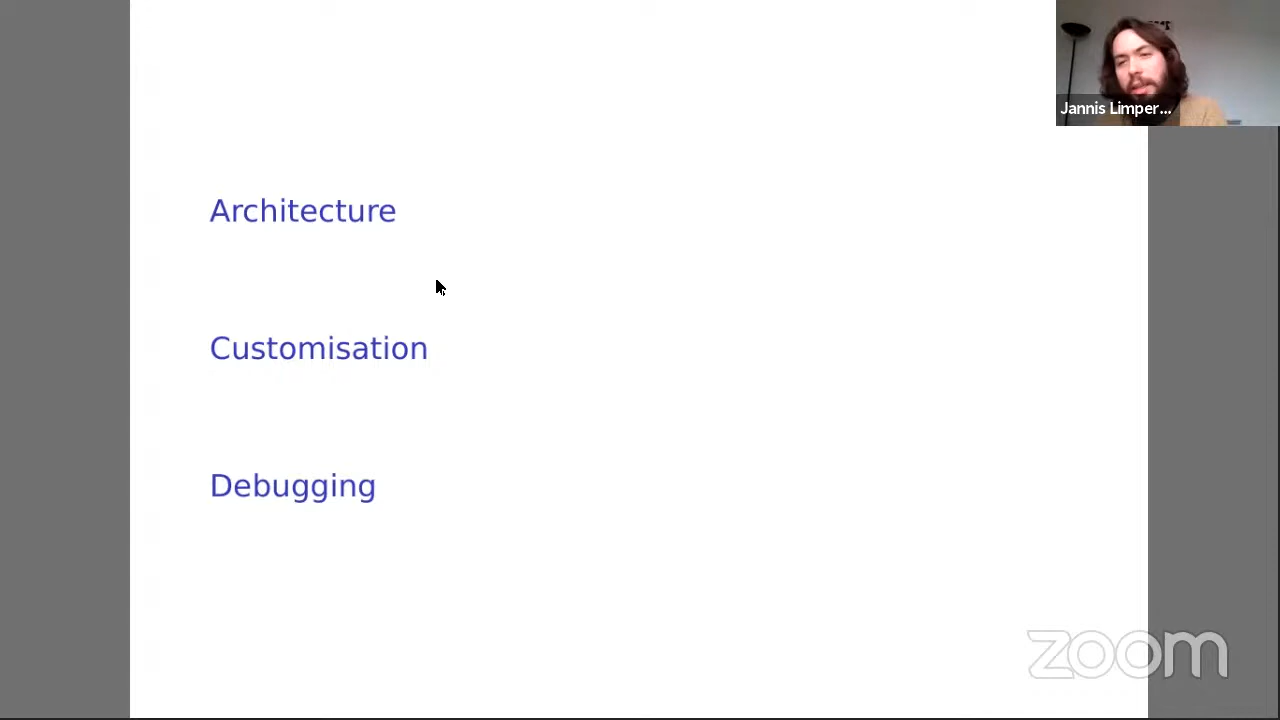 Jannis Limper...
Architecture
Customisation
Debugging
zoom